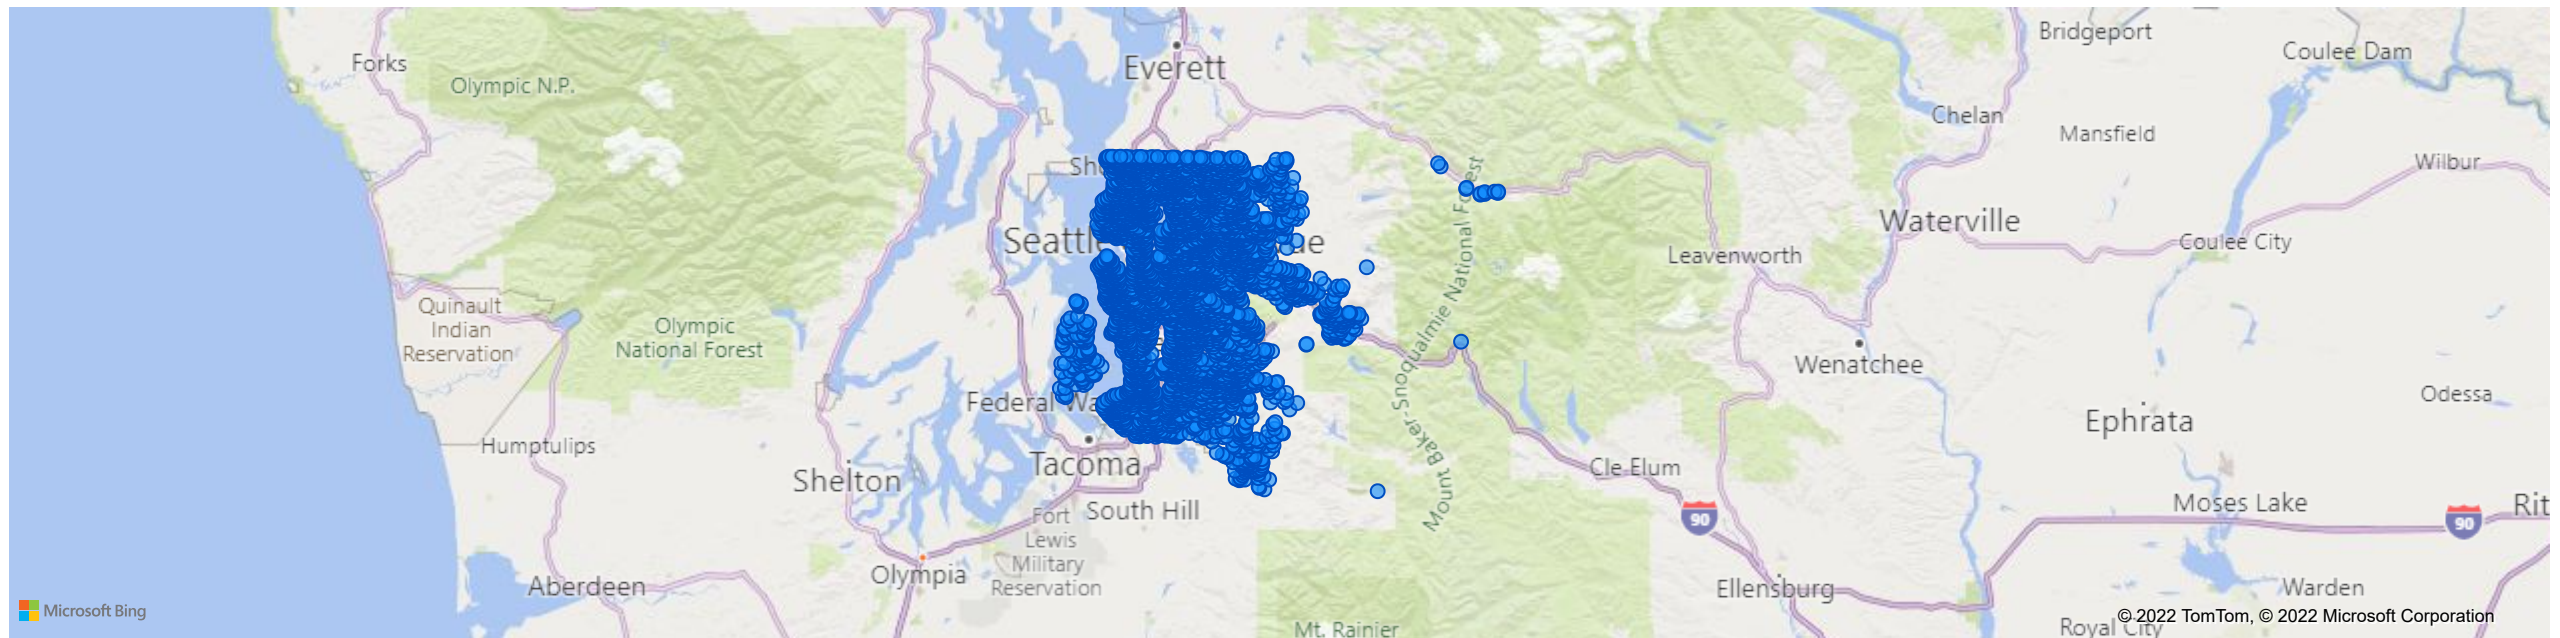 Bridgeport
Forks
Coulee Dam
Everett
Olympic N.P.
Chelan
Mansfield
Wilbur
Waterville
Seattle
Coulee City
Leavenworth
Quinault
Indian
Reservation
Olympic
National Forest
Mount Baker-Snoqualmie National Forest
Wenatchee
Odessa
Federal Wa
Ephrata
Humptulips
Tacoma
Cle Elum
Shelton
South Hill
Moses Lake
Rit
90
90
Fort
Lewis
Military
Reservation
Olympia
Aberdeen
Ellensburg
Warden
Microsoft Bing
© 2022 TomTom, © 2022 Microsoft Corporation
Mt. Rainier
Royal City